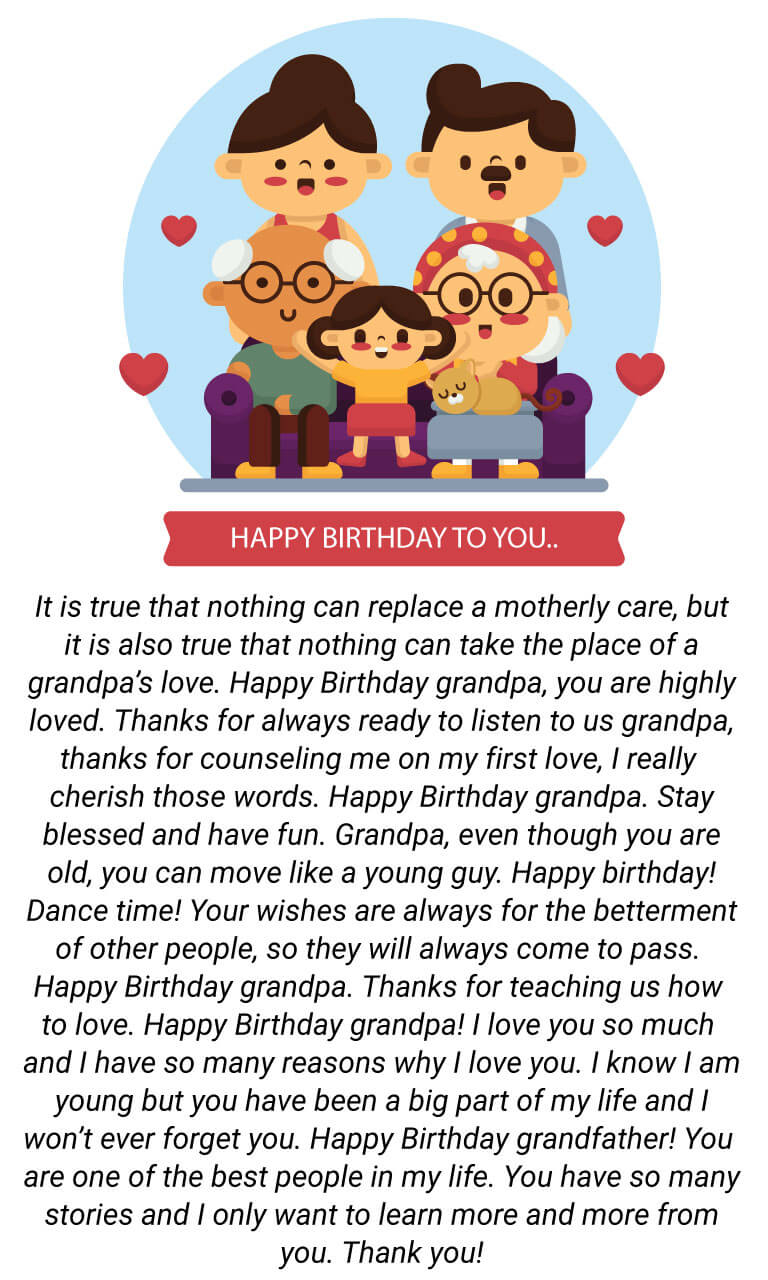 HAPPY BIRTHDAY TO YOU..
It is true that nothing can replace a motherly care, but
it is also true that nothing can take the place of a
grandpa’s love. Happy Birthday grandpa, you are highly
loved. Thanks for always ready to listen to us grandpa,
thanks for counseling me on my first love, I really
cherish those words. Happy Birthday grandpa. Stay
blessed and have fun. Grandpa, even though you are
old, you can move like a young guy. Happy birthday!
Dance time! Your wishes are always for the betterment
of other people, so they will always come to pass.
Happy Birthday grandpa. Thanks for teaching us how
to love. Happy Birthday grandpa! I love you so much
and I have so many reasons why I love you. I know I am
young but you have been a big part of my life and I
won’t ever forget you. Happy Birthday grandfather! You
are one of the best people in my life. You have so many
stories and I only want to learn more and more from
you. Thank you!